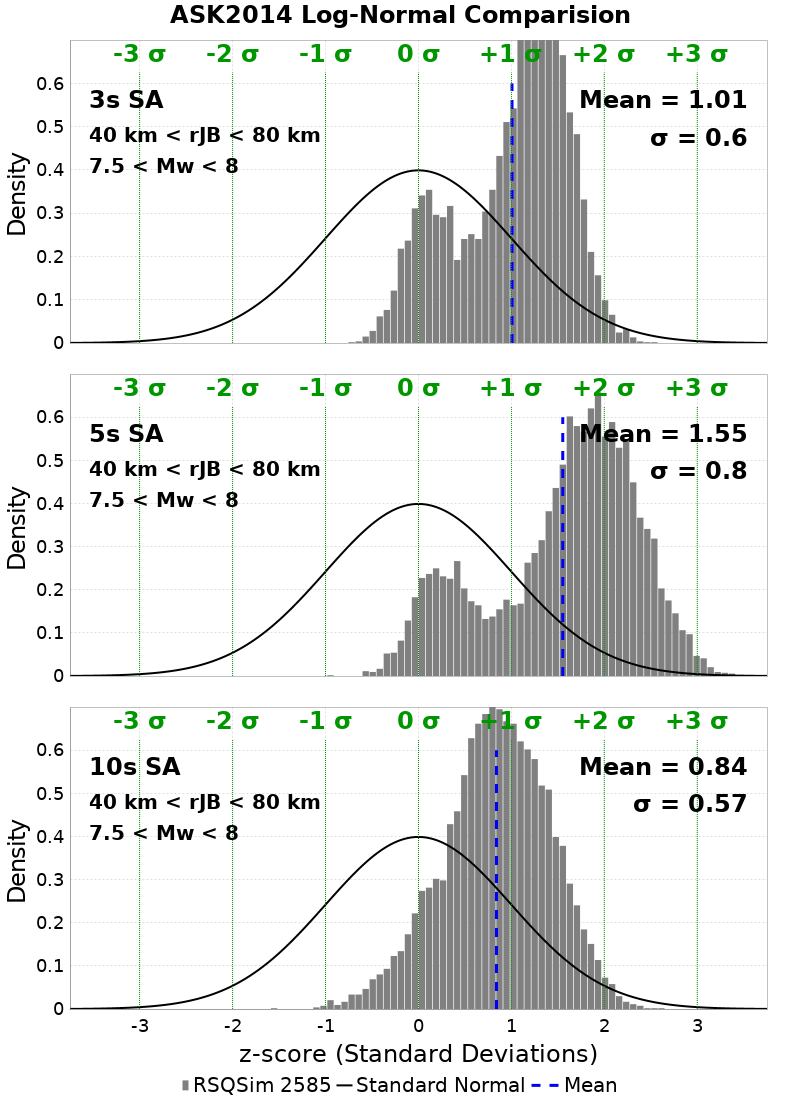 ASK2014 Log-Normal Comparision
-3 σ -2 σ -1 σ 0 σ +1 σ +2 σ +3 σ
0.6
3s SA Mean = 1.01
0.5
40 km < rJB < 80 km σ = 0.6
7.5 < Mw < 8
0.4
0.3
0.2
0.1
0
Density
-3 σ -2 σ -1 σ 0 σ +1 σ +2 σ +3 σ
0.6
5s SA Mean = 1.55
0.5
40 km < rJB < 80 km σ = 0.8
7.5 < Mw < 8
0.4
0.3
0.2
0.1
0
Density
-3 σ -2 σ -1 σ 0 σ +1 σ +2 σ +3 σ
0.6
10s SA Mean = 0.84
0.5
40 km < rJB < 80 km σ = 0.57
7.5 < Mw < 8
0.4
0.3
0.2
0.1
0
Density
-3 -2 -1 0 1 2 3
z-score (Standard Deviations)
RSQSim 2585 Standard Normal Mean